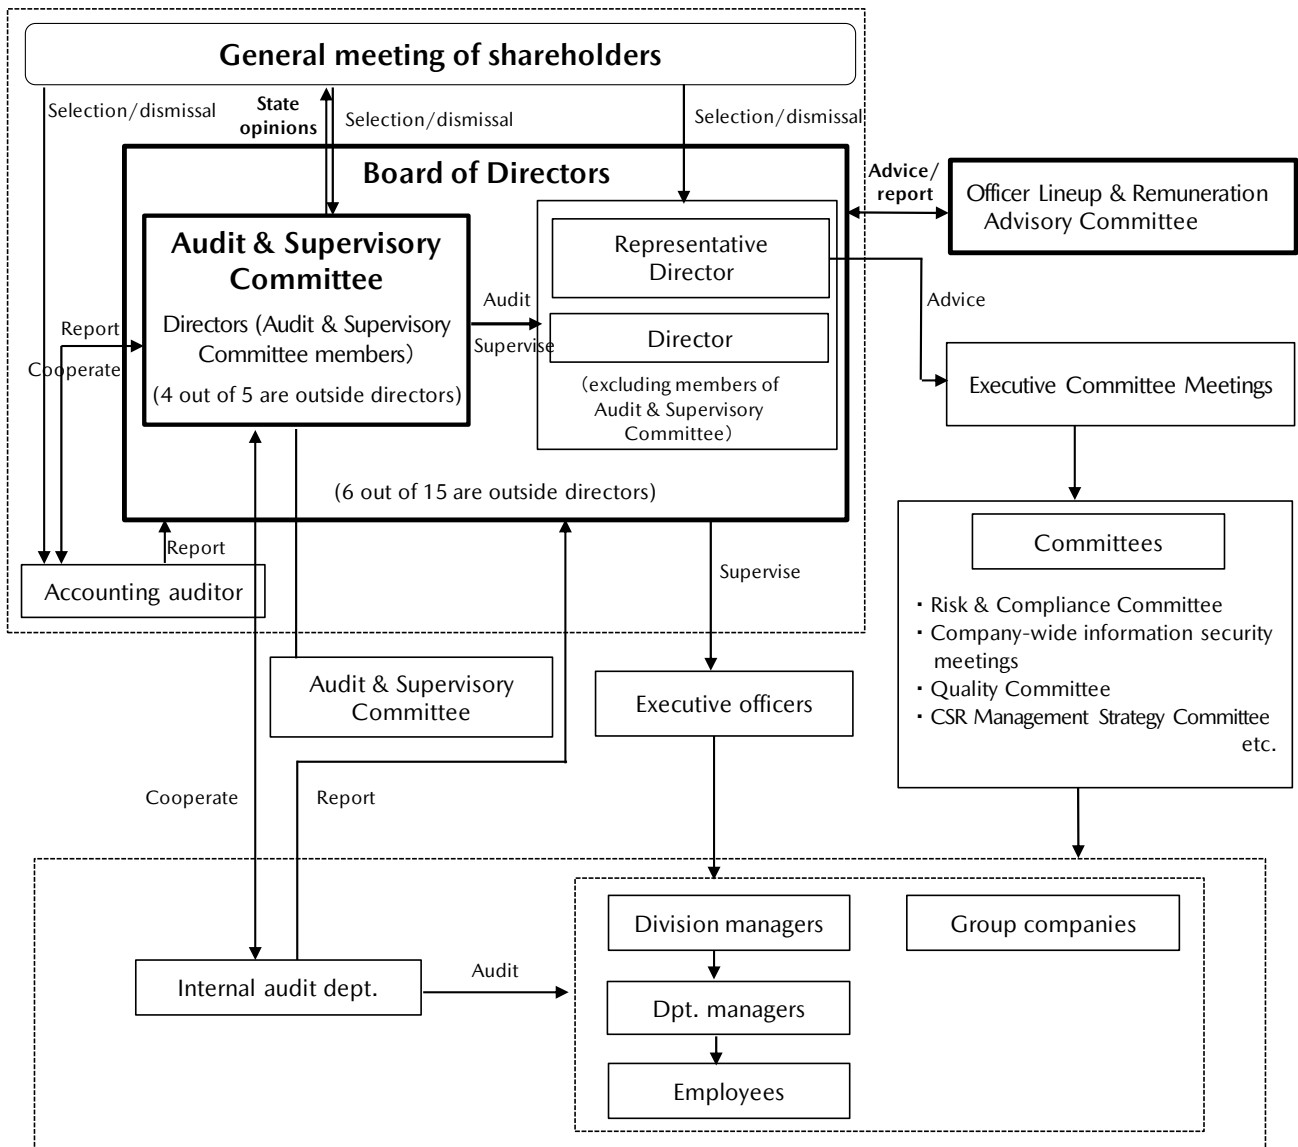 General meeting of shareholders
Selection/dismissal
State
opinions
Selection/dismissal
Selection/dismissal
Board of Directors
Advice/
report
Officer Lineup & Remuneration
Advisory Committee
Audit & Supervisory
Committee
Directors (Audit & Supervisory
Committee members)
(4 out of 5 are outside directors)
Audit
Supervise
Representative
Director
Director
(excluding members of
Audit & Supervisory
Committee)
Advice
Executive Committee Meetings
Report
Cooperate
(6 out of 15 are outside directors)
Report
Accounting auditor
Supervise
Committees
・Risk & Compliance Committee
・Company-wide information security
meetings
・Quality Committee
・CSR Management Strategy Committee
etc.
Audit & Supervisory
Committee
Executive officers
Cooperate
Report
Division managers
Group companies
Internal audit dept.
Audit
Dpt. managers
Employees